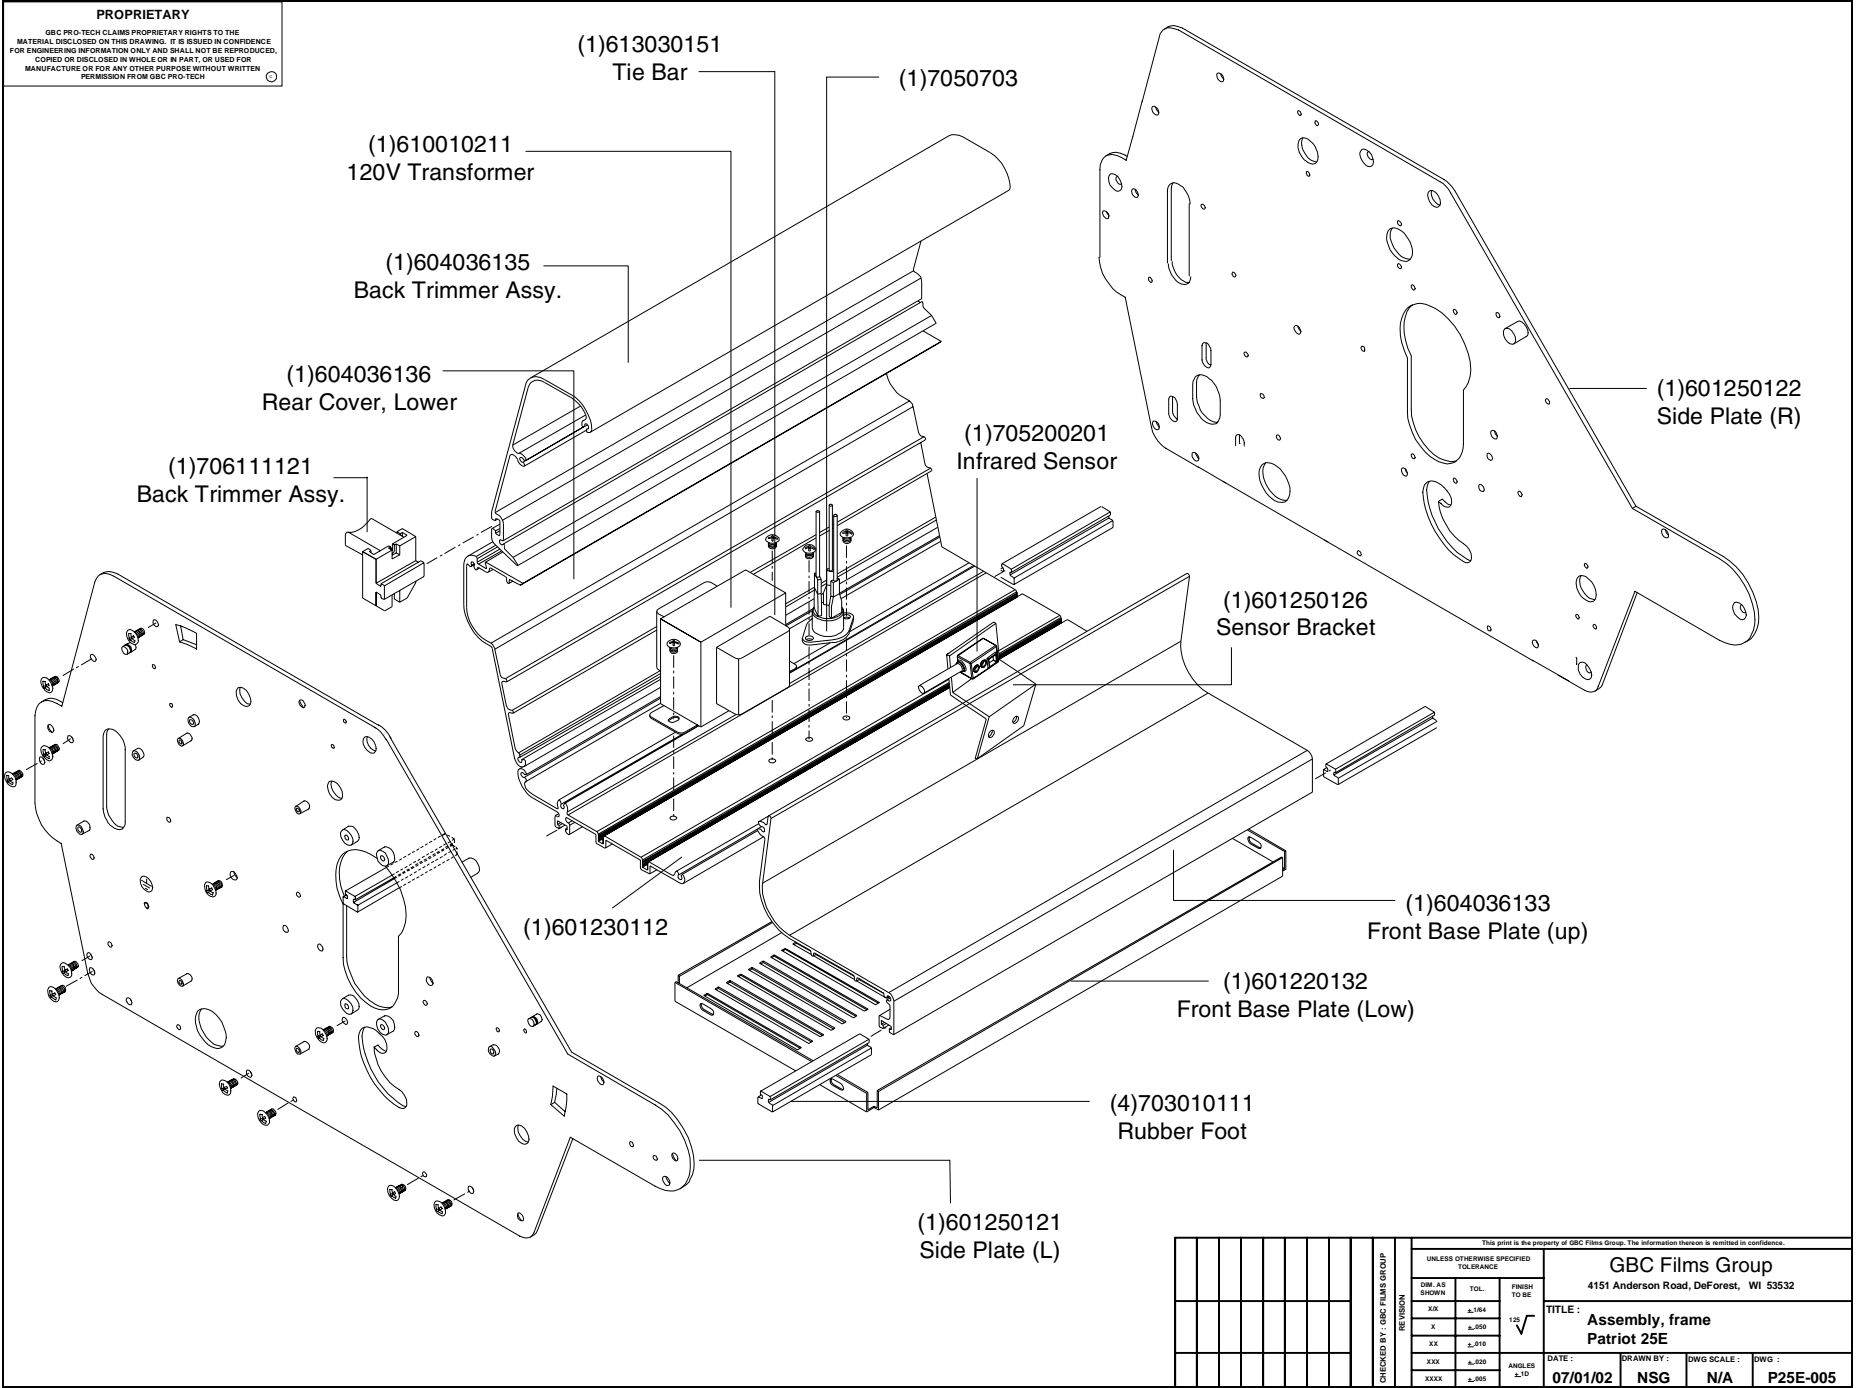 PROPRIETARY
GBC PRO-TECH CLAIMS PROPRIETARY RIGHTS TO THE
MATERIAL DISCLOSED ON THIS DRAWING. IT IS ISSUED IN CONFIDENCE
FOR ENGINEERING INFORMATION ONLY AND SHALL NOT BE REPRODUCED,
COPIED OR DISCLOSED IN WHOLE OR IN PART, OR USED FOR
MANUFACTURE OR FOR ANY OTHER PURPOSE WITHOUT WRITTEN
PERMISSION FROM GBC PRO-TECH
(1)613030151
Tie Bar
(1)7050703
(1)610010211
120V Transformer
(1)604036135
Back Trimmer Assy.
(1)604036136
Rear Cover, Lower
(1)706111121
Back Trimmer Assy.
(1)601250122
Side Plate (R)
(1)705200201
Infrared Sensor
(1)601250126
Sensor Bracket
(1)601230112
(1)604036133
Front Base Plate (up)
(1)601220132
Front Base Plate (Low)
(4)703010111
Rubber Foot
(1)601250121
Side Plate (L)
This print is the property of GBC Films Group. The information thereon is remitted in confidence.
CHECKED BY : GBC FILMS GROUP
REVISION
UNLESS OTHERWISE SPECIFIED
TOLERANCE
DIM. AS SHOWN
TOL.
FINISH TO BE
X/X ±1/64
X ±.050
XX ±.010
XXX ±.020
XXXX ±.005
125
ANGLES
±1D
GBC Films Group
4151 Anderson Road, DeForest, WI 53532
TITLE :
Assembly, frame
Patriot 25E
DATE :
07/01/02
DRAWN BY :
NSG
DWG SCALE :
N/A
DWG :
P25E-005